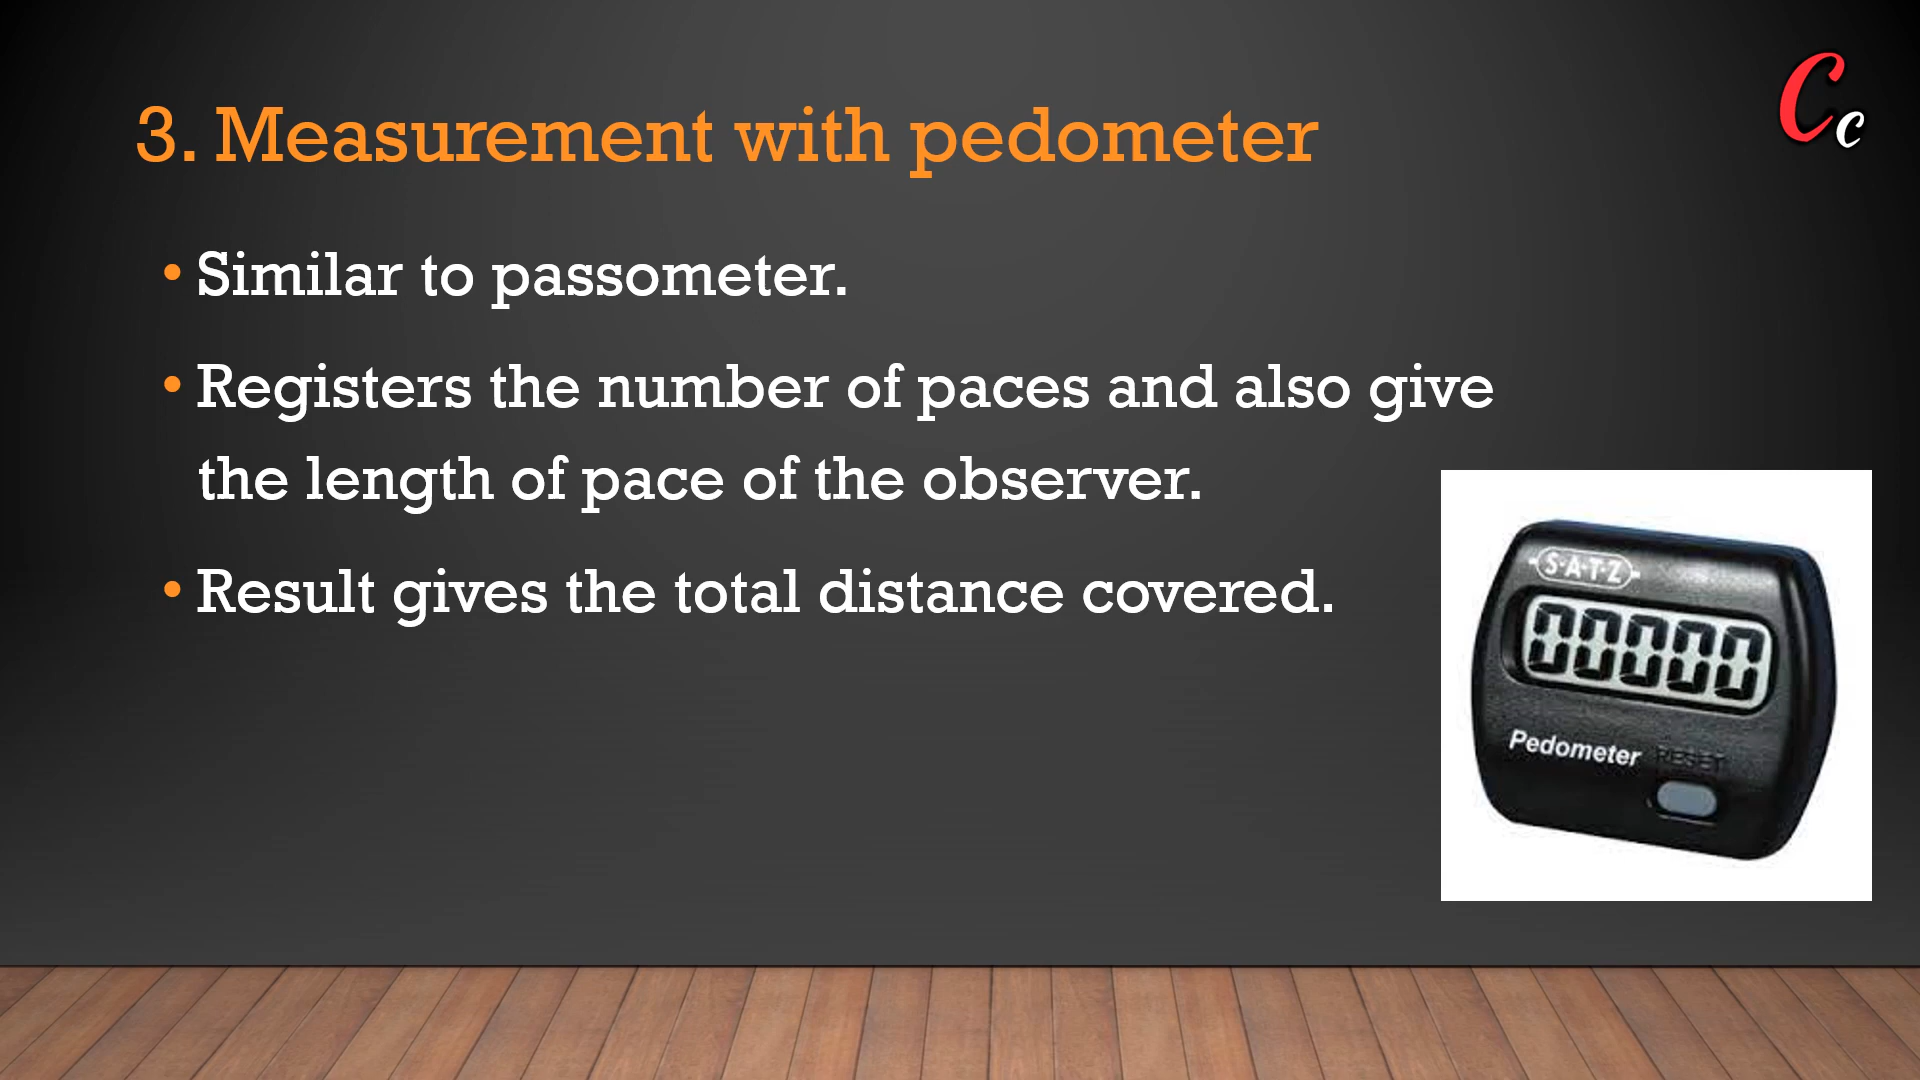 3. Measurement with pedometer
Cc
• Similar to passometer.
• Registers the number of paces and also give
the length of pace of the observer.
• Result gives the total distance covered.
S·A·T·Z
00000
Pedometer RESET